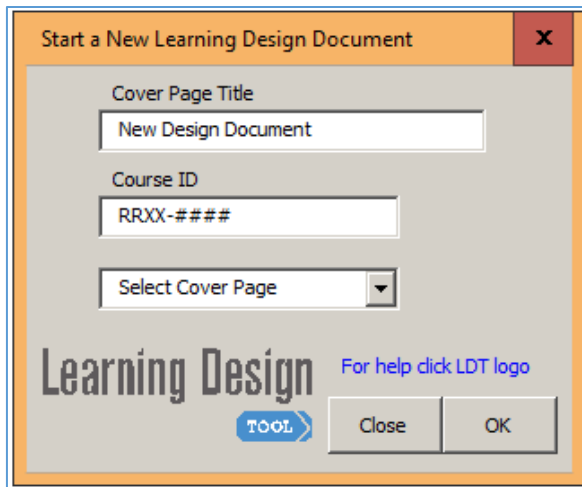 Start a New Learning Design Document
x
Cover Page Title
New Design Document
Course ID
RRXX-####
Select Cover Page
Learning Design
TOOL
For help click LDT logo
Close
OK